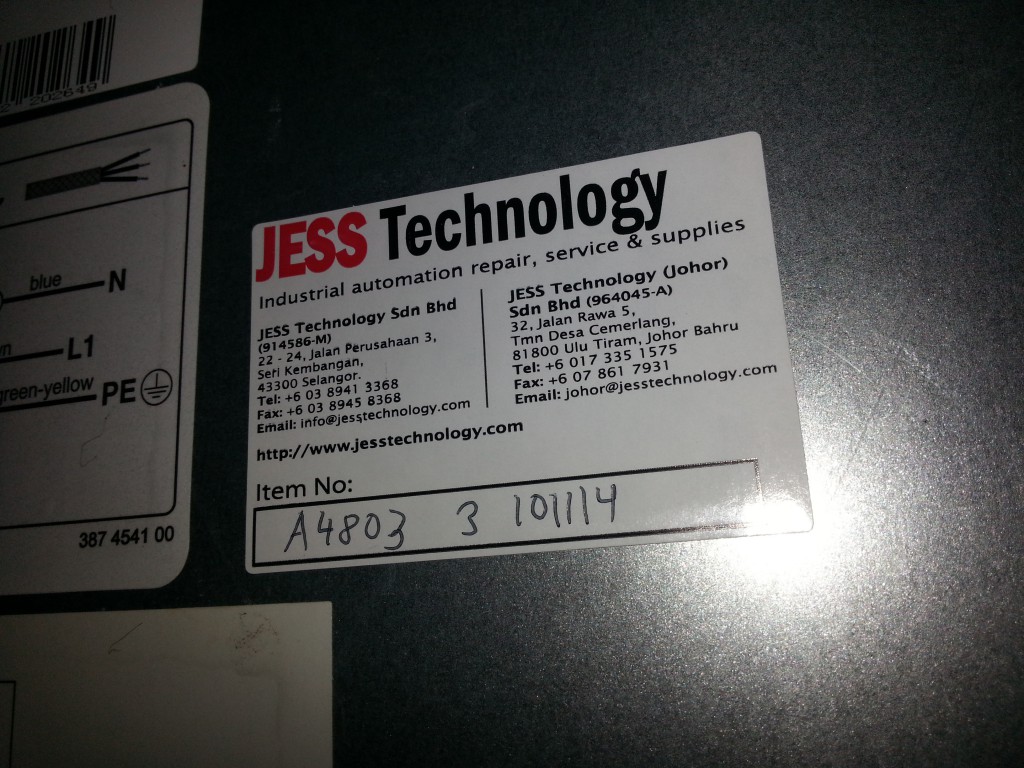 202649
blue
N
L1
green-yellow PE
387 4541 00
JESS Technology
Industrial automation repair, service & supplies
JESS Technology Sdn Bhd
(914586-M)
22 - 24, Jalan Perusahaan 3,
Seri Kembangan,
43300 Selangor.
Tel: +6 03 8941 3368
Fax: +6 03 8945 8368
Email: info@jesstechnology.com
JESS Technology (Johor)
Sdn Bhd (964045-A)
32, Jalan Rawa 5,
Tmn Desa Cemerlang,
81800 Ulu Tiram, Johor Bahru
Tel: +6 017 335 1575
Fax: +6 07 861 7931
Email: johor@jesstechnology.com
http://www.jesstechnology.com
Item No:
A4803 3 101114